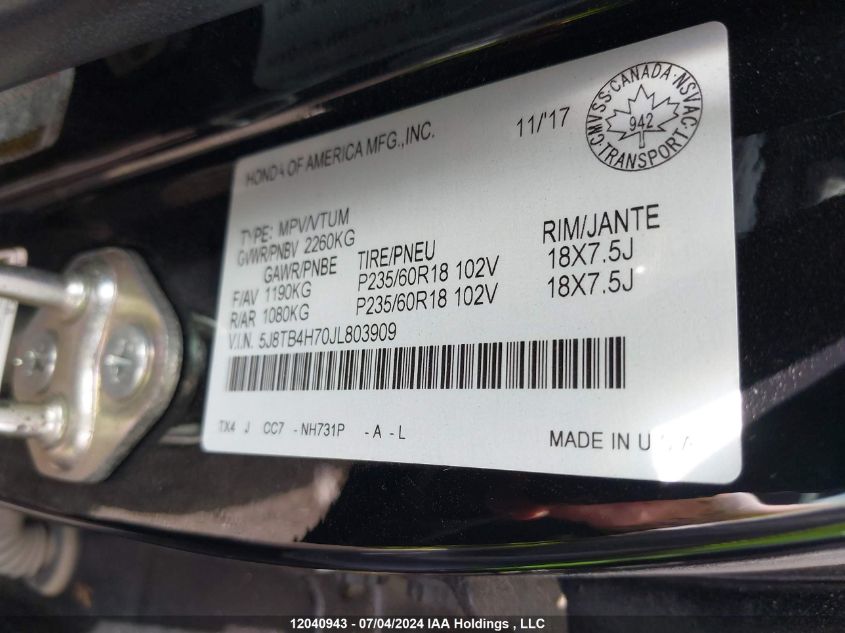 HONDA OF AMERICA MFG.,INC. 11/'17
CMVSS · CANADA · NSVAC
942
TRANSPORT
TYPE: MPV/VTUM
GVWR/PNBV 2260KG
GAWR/PNBE TIRE/PNEU RIM/JANTE
F/AV 1190KG P235/60R18 102V 18X7.5J
R/AR 1080KG P235/60R18 102V 18X7.5J
V.I.N. 5J8TB4H70JL803909
TX4 J CC7 - NH731P - A - L
MADE IN
12040943 - 07/04/2024 IAA Holdings , LLC